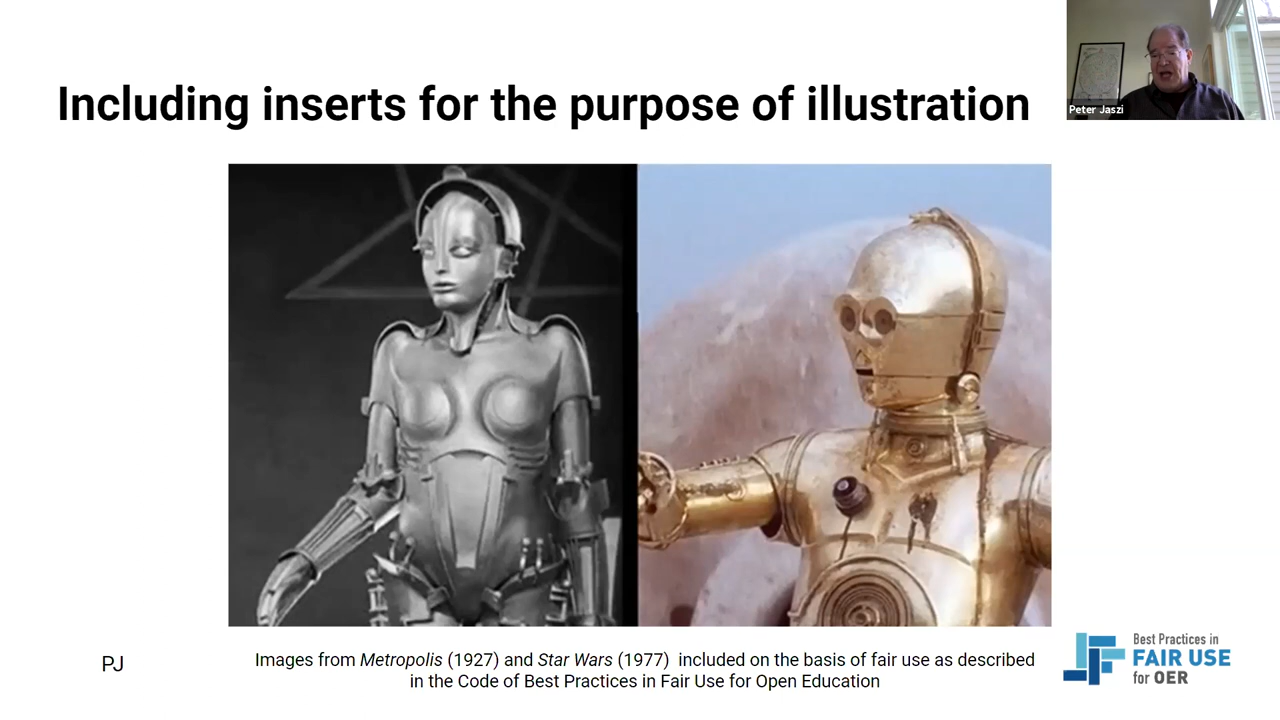 Including inserts for the purpose of illustration
Peter Jaszi
PJ
Images from Metropolis (1927) and Star Wars (1977) included on the basis of fair use as described
in the Code of Best Practices in Fair Use for Open Education
Best Practices in
FAIR USE
for OER